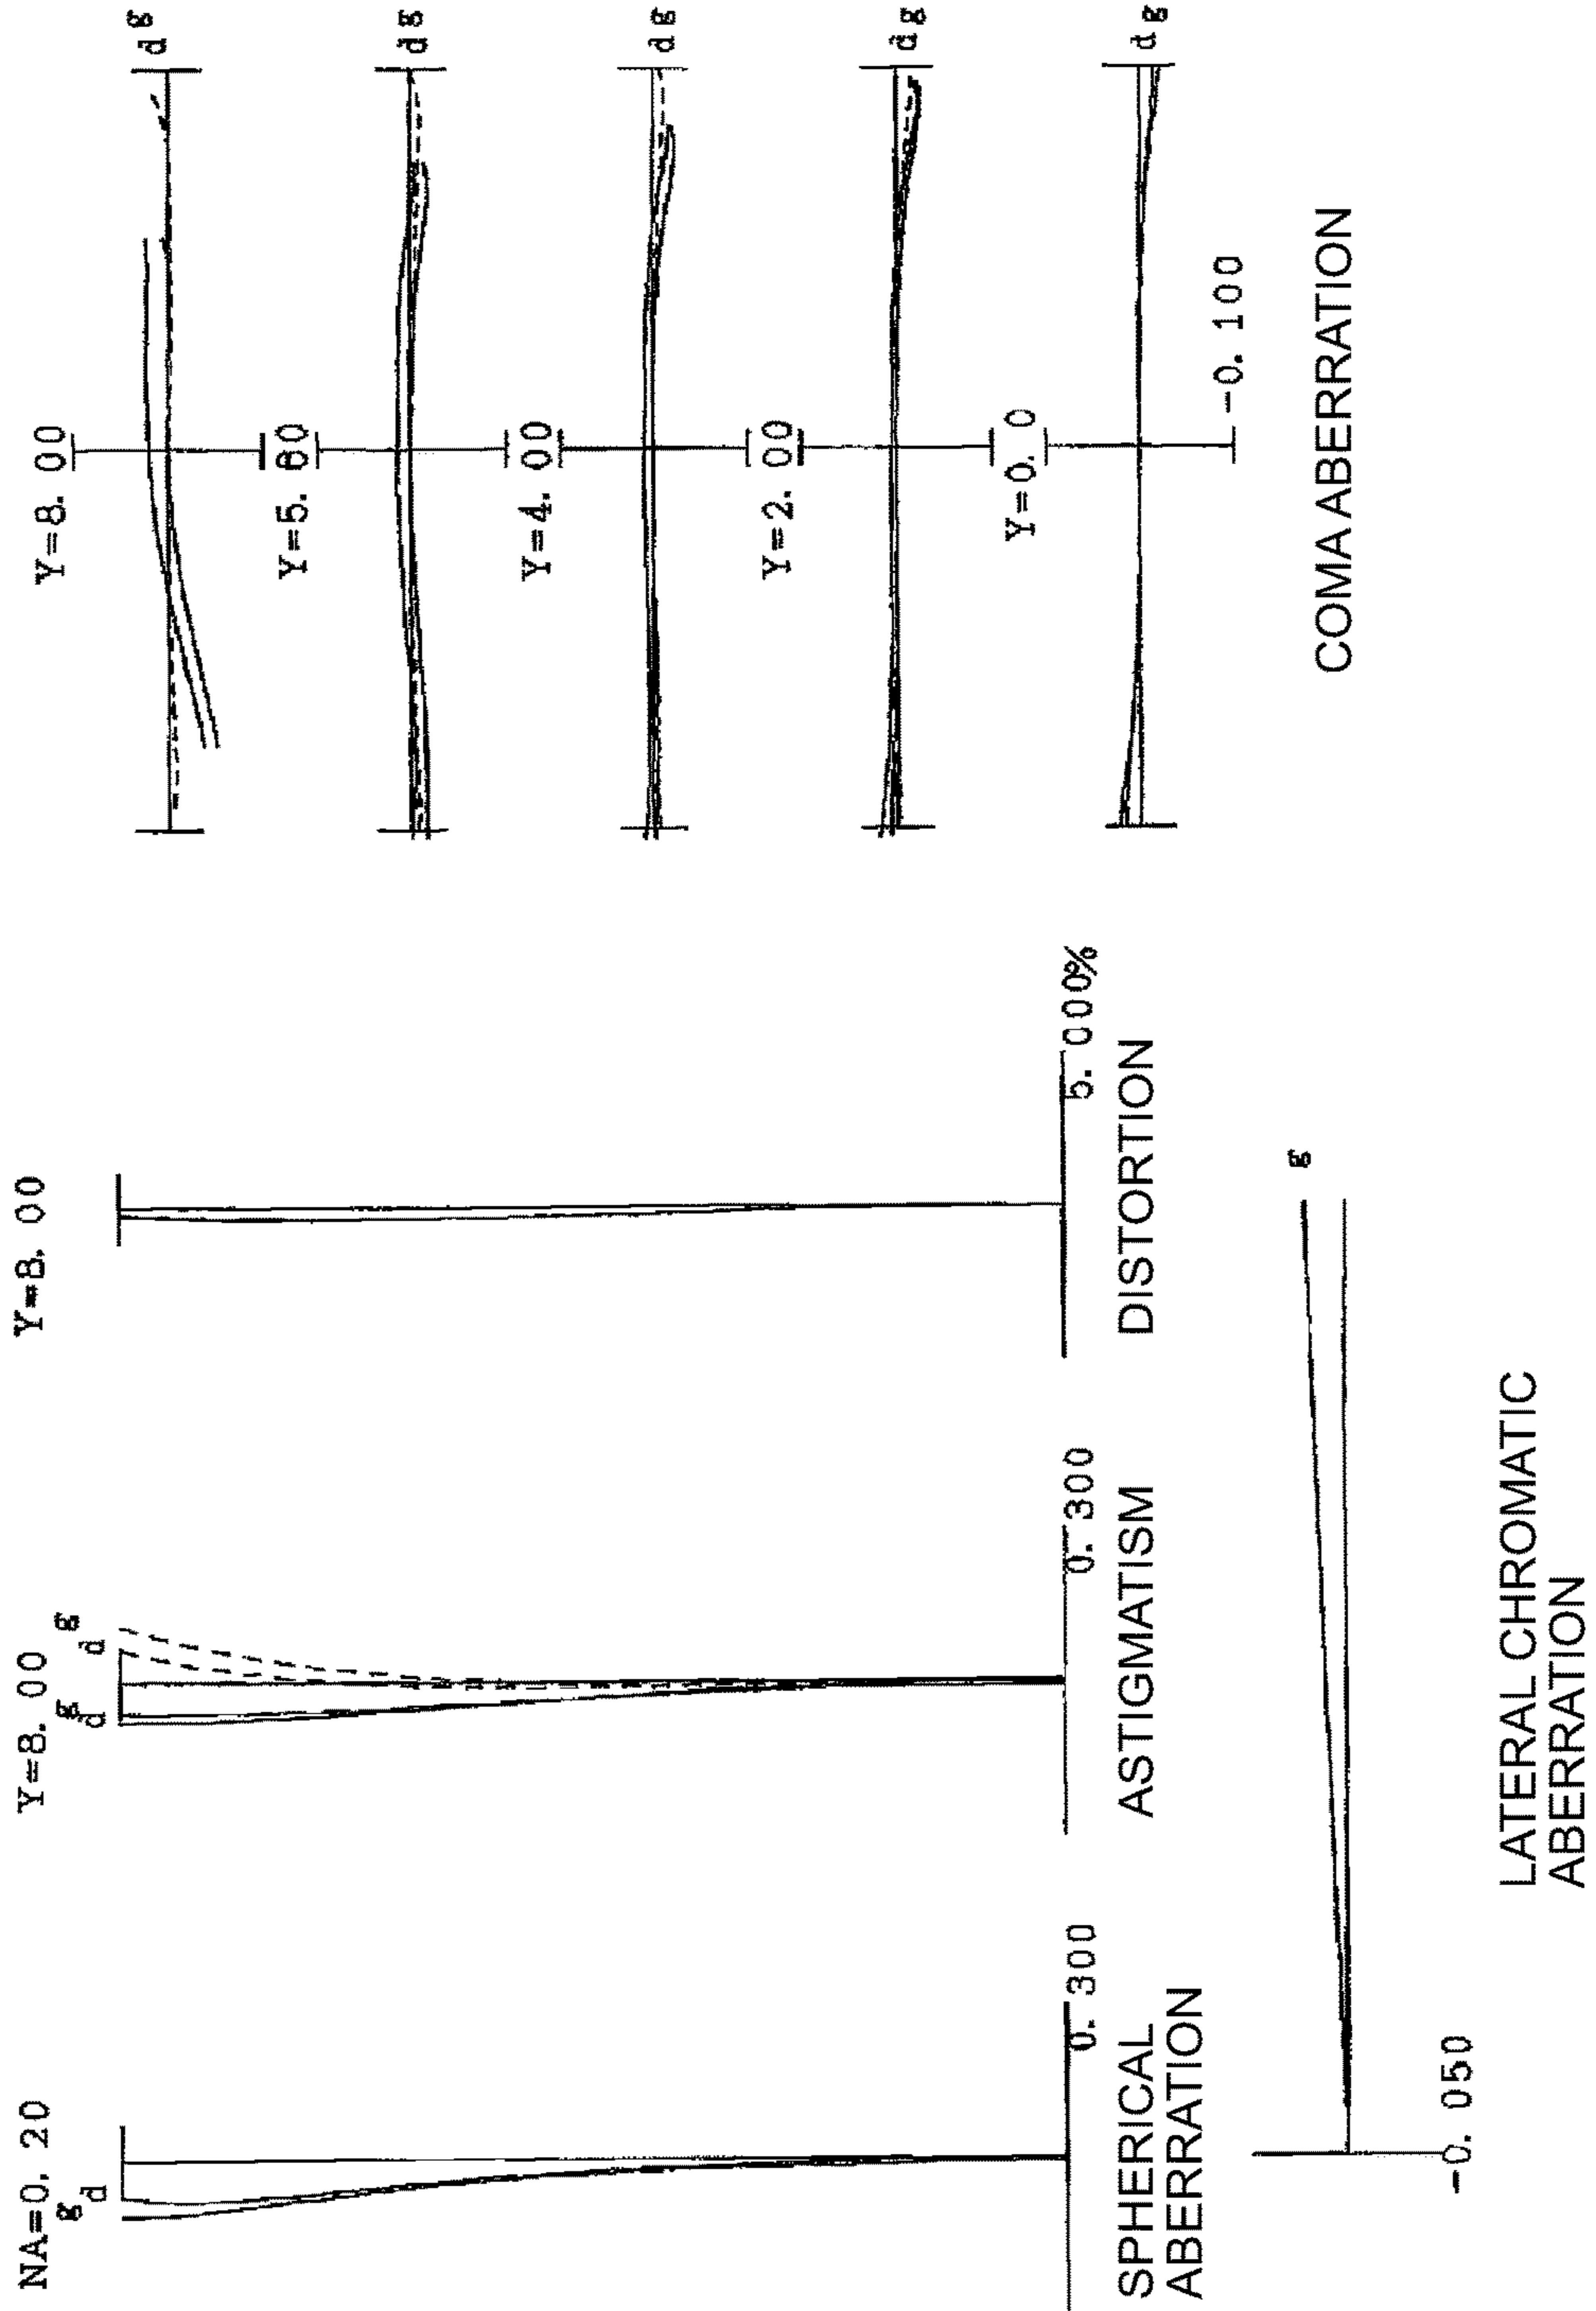 NA=0. 20
g
d
0. 300
SPHERICAL
ABERRATION
Y=8. 00
g
d
g
d
0. 300
ASTIGMATISM
Y=8. 00
5. 000%
DISTORTION
Y=8. 00
g
d
Y=5. 80
g
d
Y=4. 00
g
d
Y=2. 00
g
d
Y=0. 0
g
d
-0. 100
COMA ABERRATION
g
-0. 050
LATERAL CHROMATIC
ABERRATION